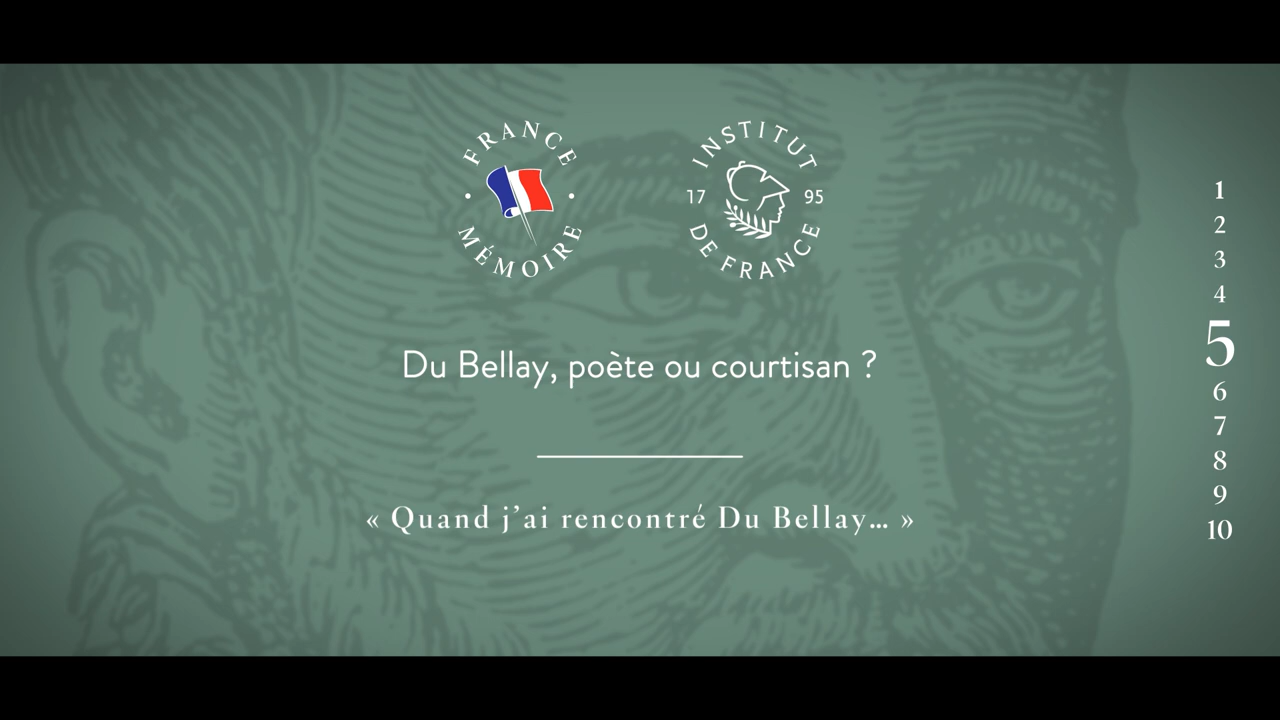 FRANCE
MÉMOIRE
INSTITUT
17 95
DE FRANCE
Du Bellay, poète ou courtisan ?
« Quand j’ai rencontré Du Bellay… »
1
2
3
4
5
6
7
8
9
10